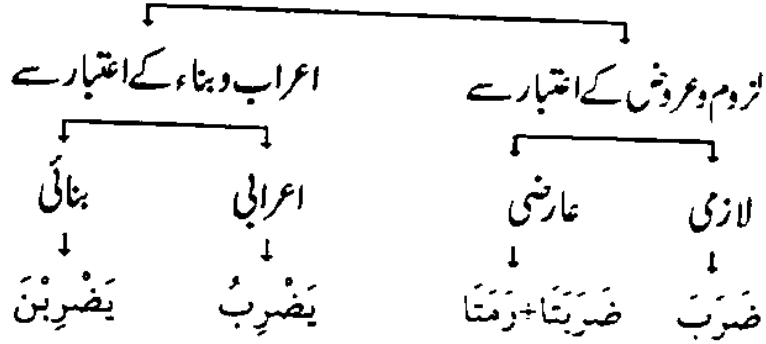 لزوم وعروض کے اعتبار سے اعراب وبناء کے اعتبار سے
لازمی عارضی اعرابی بنائی
ضَرَبَ ضَرَبَتَا+رَمَتَا يَضْرِبُ يَضْرِبْنَ